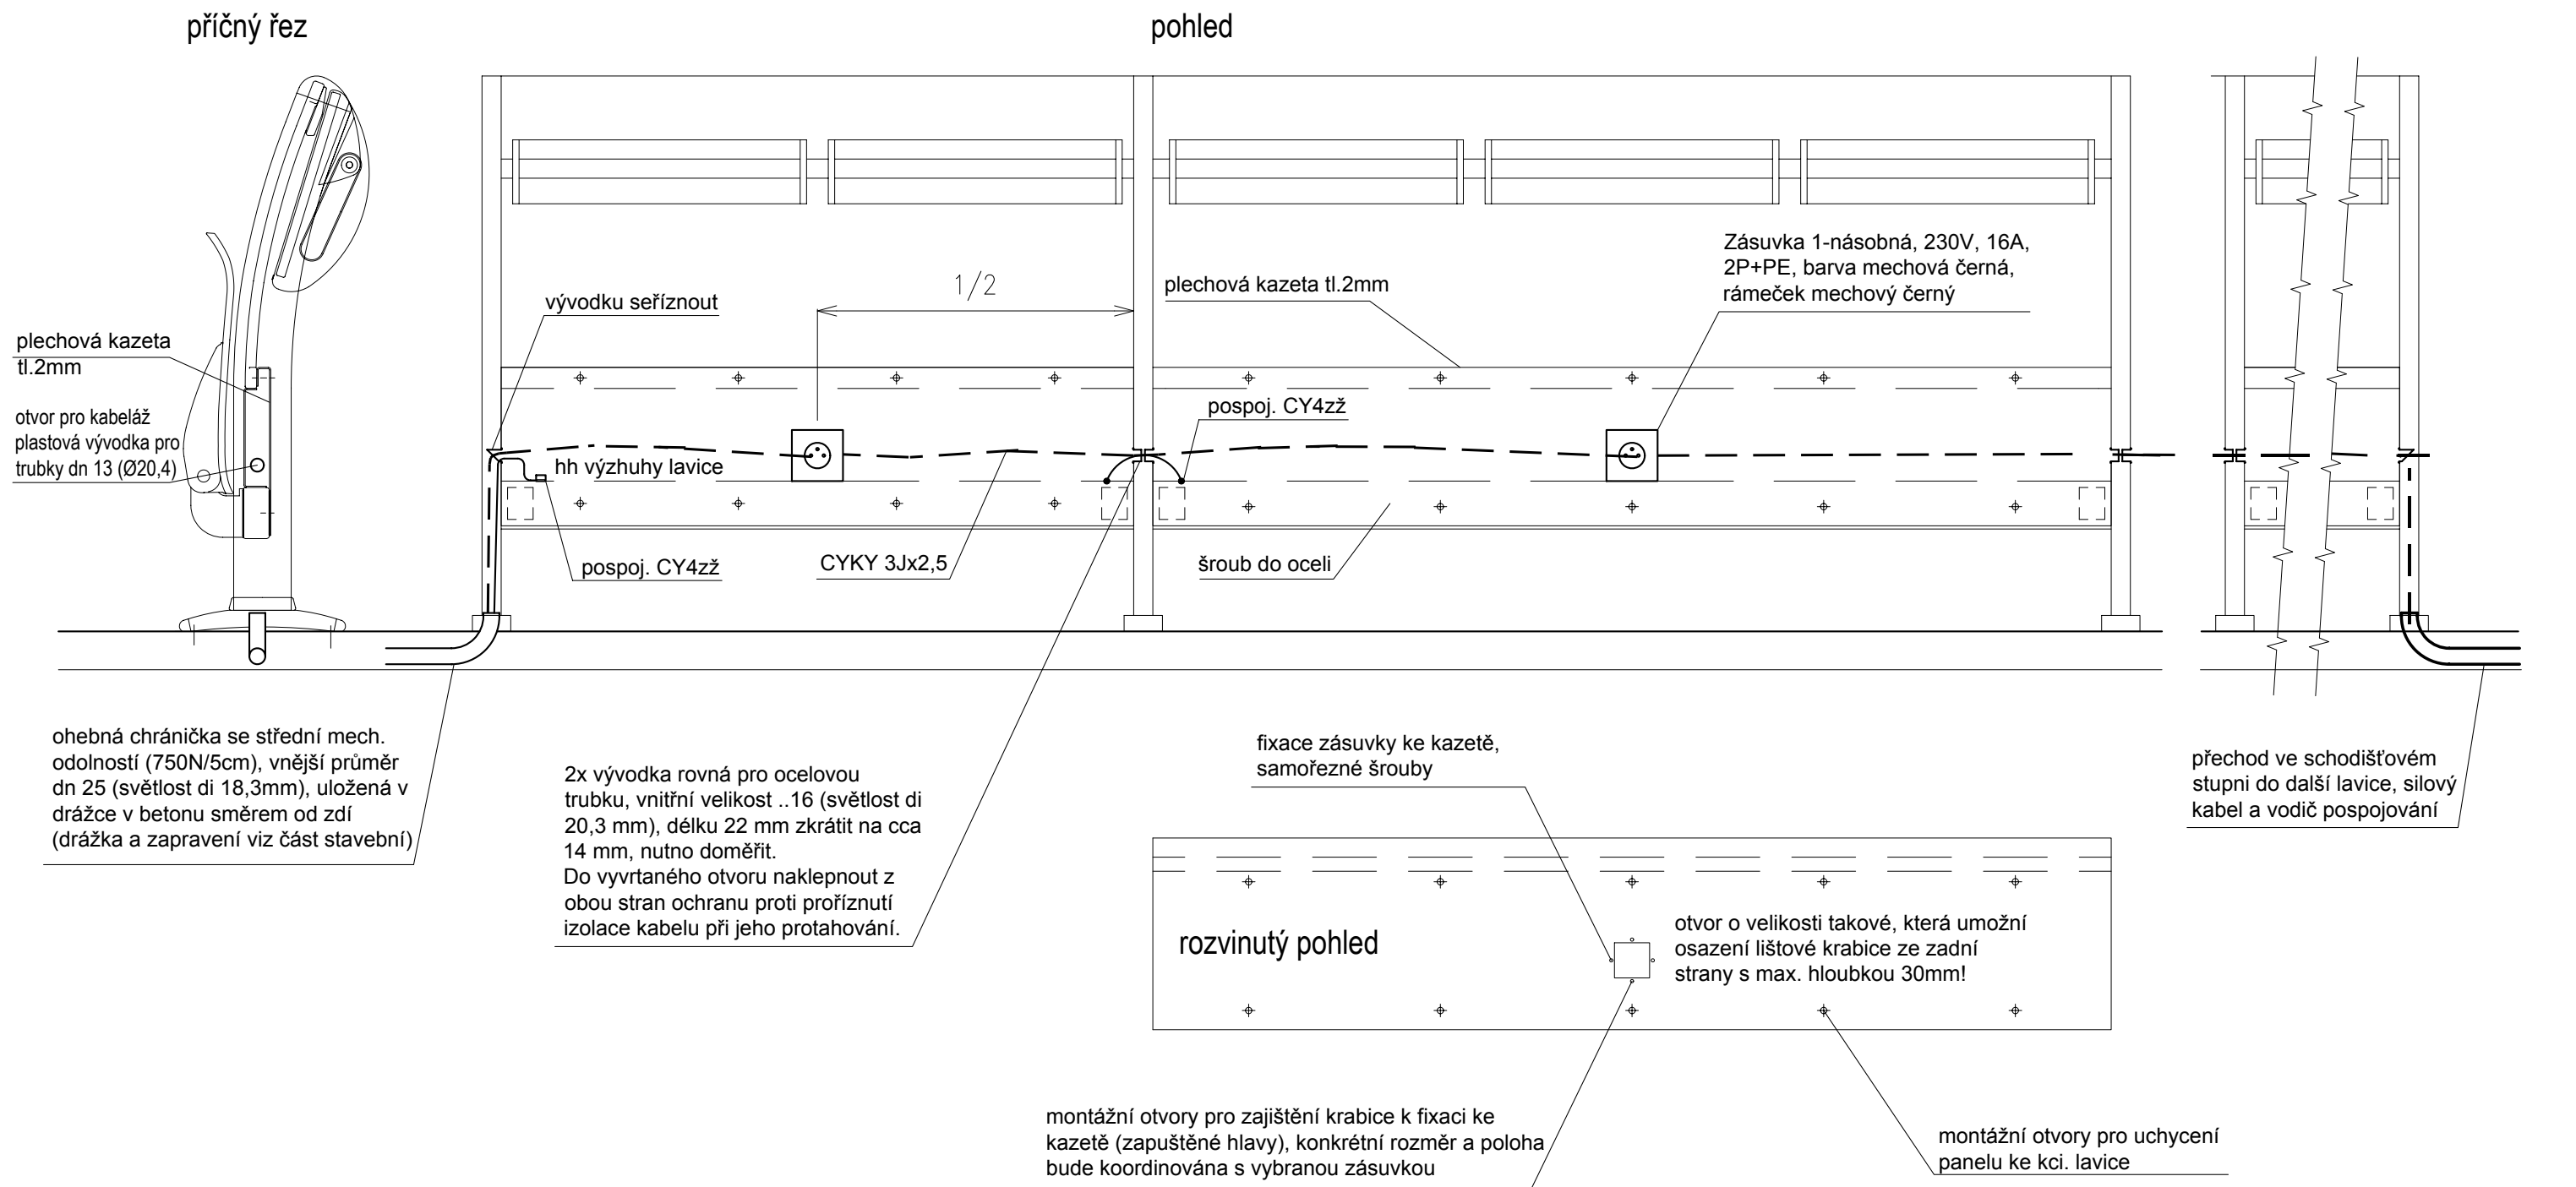 příčný řez
pohled
Zásuvka 1-násobná, 230V, 16A,
2P+PE, barva mechová černá,
rámeček mechový černý
plechová kazeta tl.2mm
1/2
vývodku seříznout
plechová kazeta
tl.2mm
otvor pro kabeláž
plastová vývodka pro
trubky dn 13 (Ø20,4)
pospoj. CY4zž
hh výzhuhy lavice
pospoj. CY4zž
CYKY 3Jx2,5
šroub do oceli
ohebná chránička se střední mech.
odolností (750N/5cm), vnější průměr
dn 25 (světlost di 18,3mm), uložená v
drážce v betonu směrem od zdí
(drážka a zapravení viz část stavební)
2x vývodka rovná pro ocelovou
trubku, vnitřní velikost ..16 (světlost di
20,3 mm), délku 22 mm zkrátit na cca
14 mm, nutno doměřit.
Do vyvrtaného otvoru naklepnout z
obou stran ochranu proti proříznutí
izolace kabelu při jeho protahování.
fixace zásuvky ke kazetě,
samořezné šrouby
přechod ve schodišťovém
stupni do další lavice, silový
kabel a vodič pospojování
rozvinutý pohled
otvor o velikosti takové, která umožní
osazení lištové krabice ze zadní
strany s max. hloubkou 30mm!
montážní otvory pro zajištění krabice k fixaci ke
kazetě (zapuštěné hlavy), konkrétní rozměr a poloha
bude koordinována s vybranou zásuvkou
montážní otvory pro uchycení
panelu ke kci. lavice